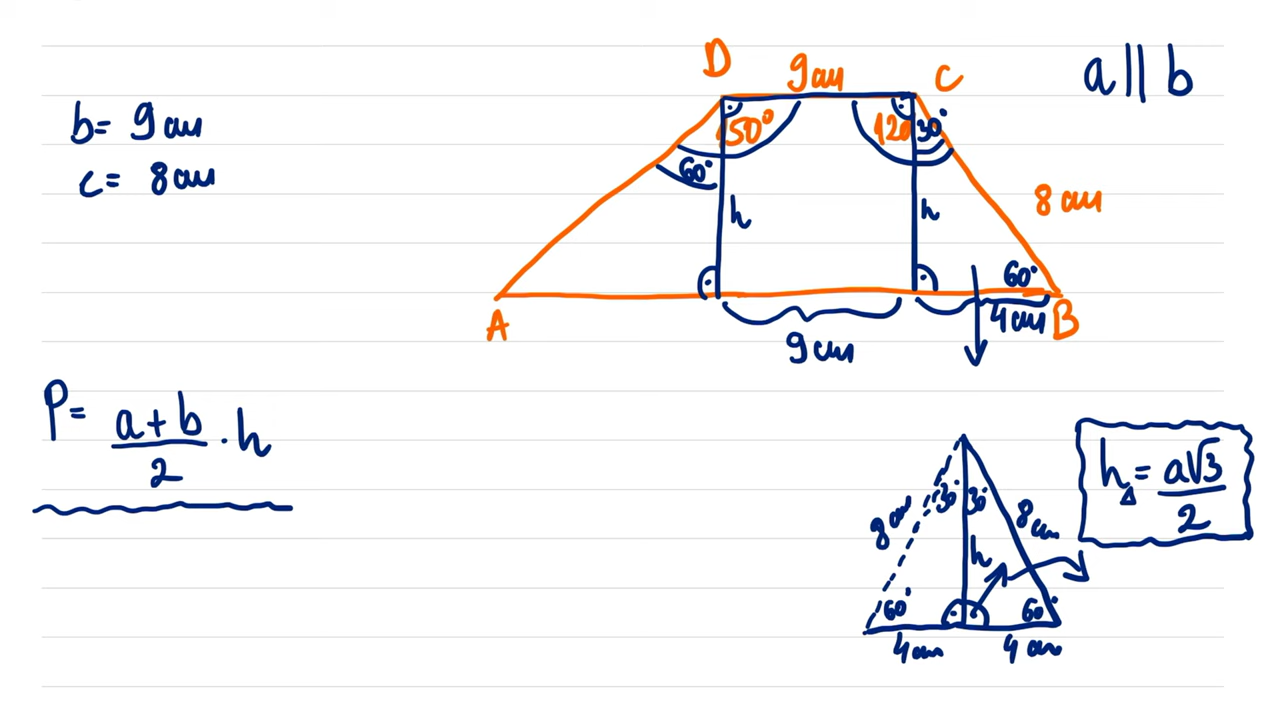 D 9cm C a || b
b = 9cm
c = 8cm
150° 120° 30°
60°
h h 8cm
60°
A 4cm B
9cm
P = a+b/2 · h
h△ = a√3/2
30° 30°
8cm 8cm
h
60° 60°
4cm 4cm